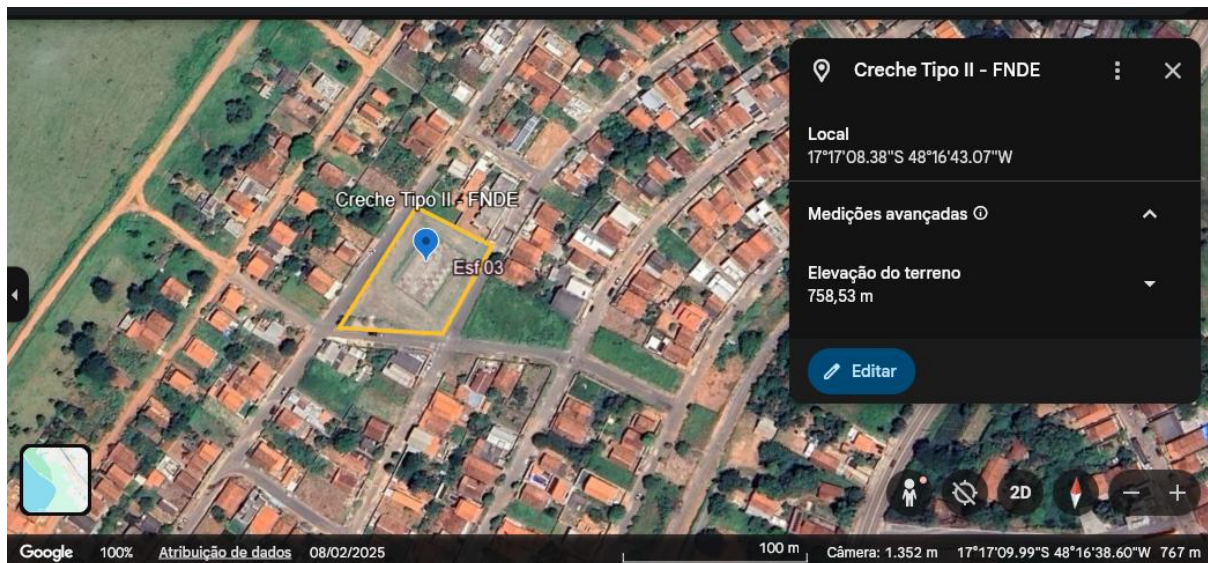 Creche Tipo II - FNDE
Local
17°17'08.38"S 48°16'43.07"W
Medições avançadas
Elevação do terreno
758,53 m
Editar
Creche Tipo II - FNDE
Esf 03
2D
Google 100% Atribuição de dados 08/02/2025 100 m Câmera: 1.352 m 17°17'09.99"S 48°16'38.60"W 767 m